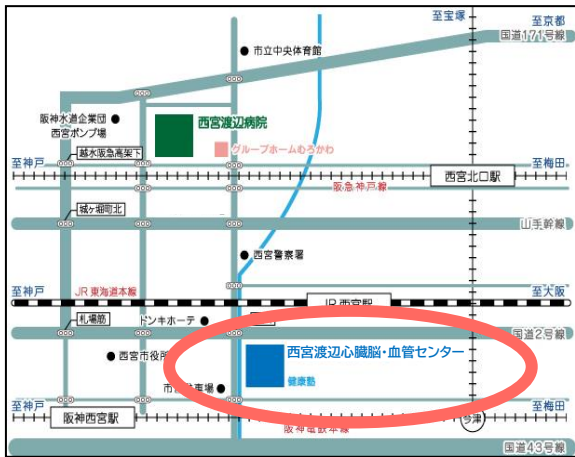 至宝塚
至京都
国道171号線
市立中央体育館
阪神水道企業団
西宮ポンプ場
西宮渡辺病院
グループホームむろかわ
越水阪急高架下
至神戸
至梅田
西宮北口駅
阪急神戸線
城ヶ堀町北
山手幹線
西宮警察署
至神戸
JR東海道本線
至大阪
JR西宮駅
札場筋
ドンキホーテ
国道2号線
西宮市役所
西宮渡辺心臓脳・血管センター
健康塾
至神戸
至梅田
阪神西宮駅
今津
阪神電鉄本線
国道43号線